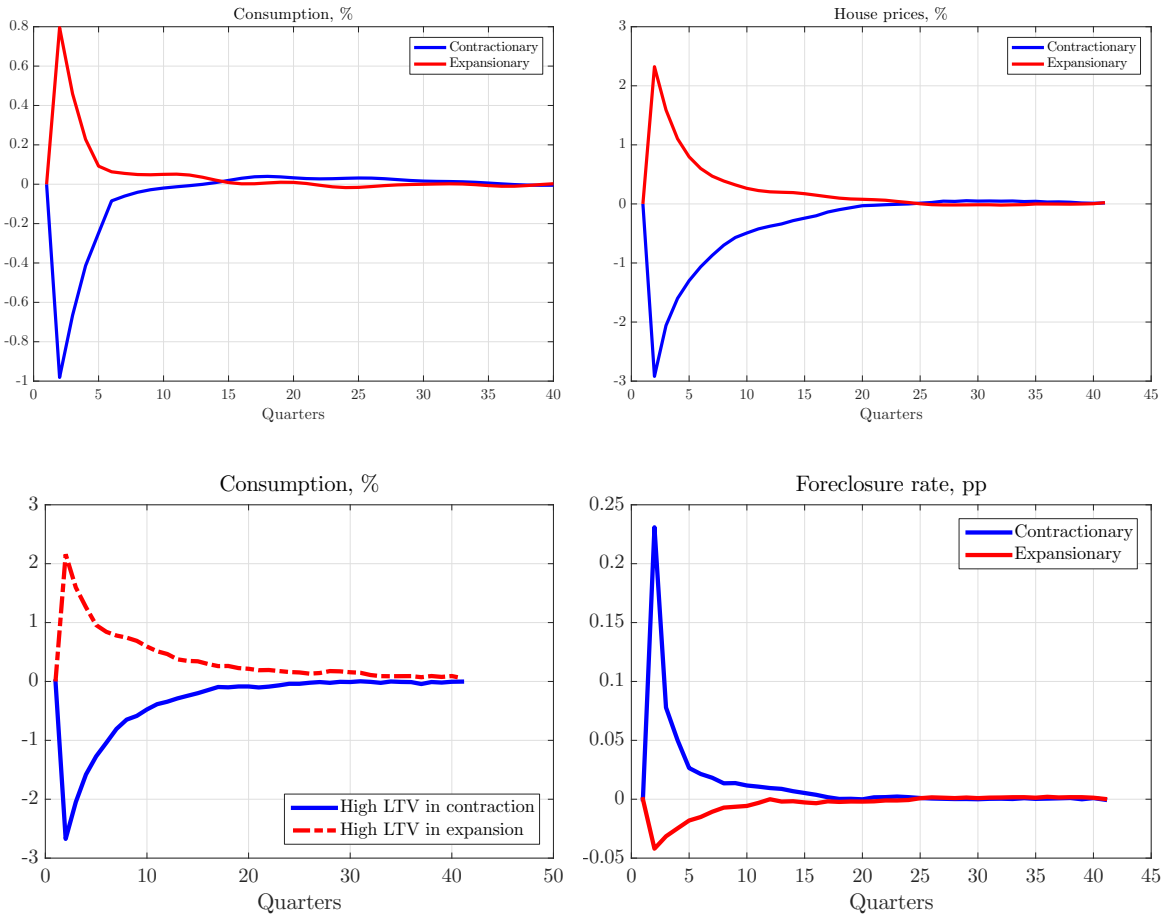 Consumption, %
0.8
0.6
0.4
0.2
0
-0.2
-0.4
-0.6
-0.8
-1
0 5 10 15 20 25 30 35 40
Quarters
Contractionary
Expansionary
House prices, %
3
2
1
0
-1
-2
-3
0 5 10 15 20 25 30 35 40 45
Quarters
Contractionary
Expansionary
Consumption, %
3
2
1
0
-1
-2
-3
0 10 20 30 40 50
Quarters
High LTV in contraction
High LTV in expansion
Foreclosure rate, pp
0.25
0.2
0.15
0.1
0.05
0
-0.05
0 5 10 15 20 25 30 35 40 45
Quarters
Contractionary
Expansionary